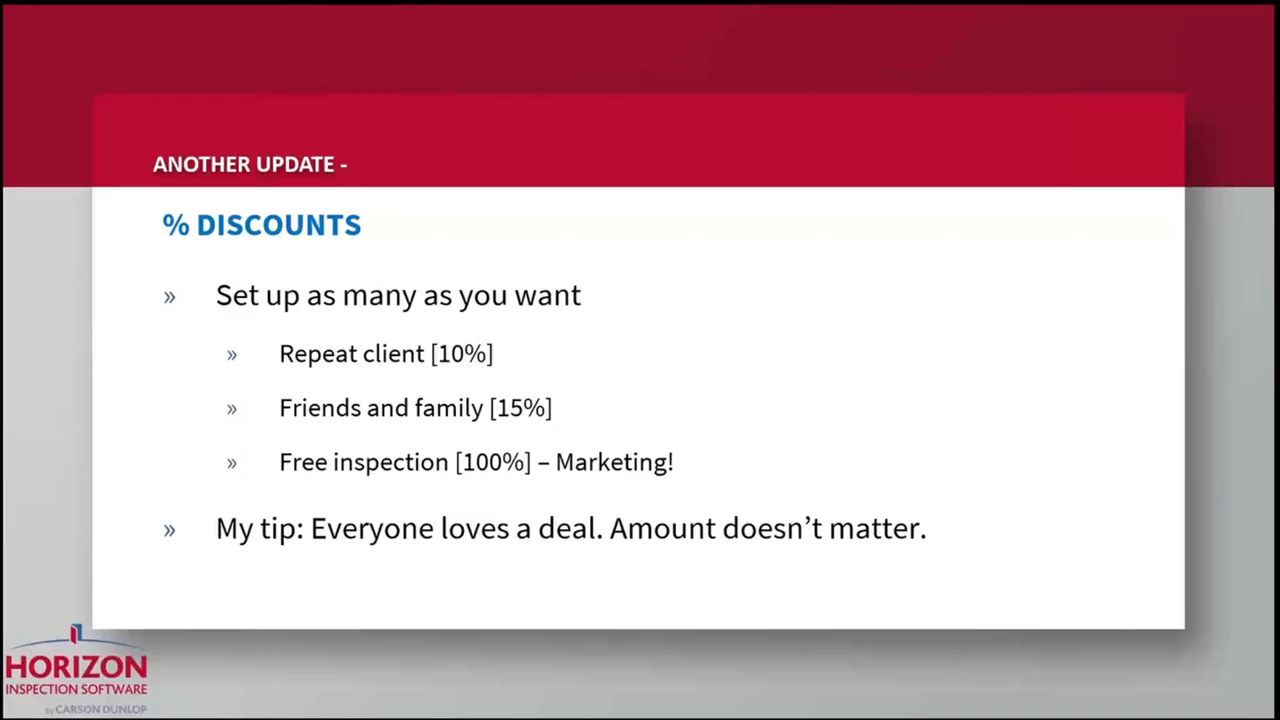 ANOTHER UPDATE -
% DISCOUNTS
» Set up as many as you want
» Repeat client [10%]
» Friends and family [15%]
» Free inspection [100%] – Marketing!
» My tip: Everyone loves a deal. Amount doesn’t matter.
HORIZON
INSPECTION SOFTWARE
by CARSON DUNLOP